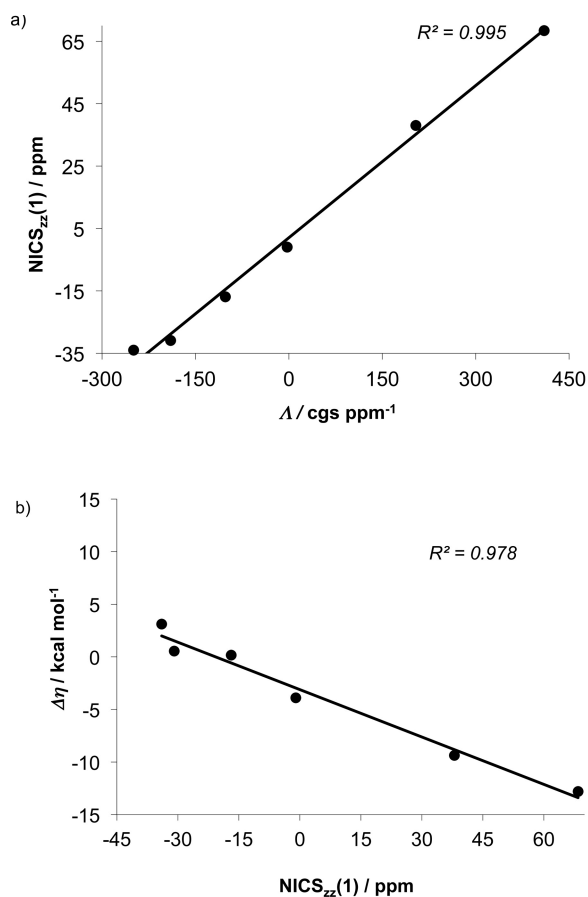 a)
R² = 0.995
65
45
25
5
-15
-35
NICSzz(1) / ppm
-300 -150 0 150 300 450
Λ / cgs ppm-1
b)
R² = 0.978
15
10
5
0
-5
-10
-15
Δη / kcal mol-1
-45 -30 -15 0 15 30 45 60
NICSzz(1) / ppm